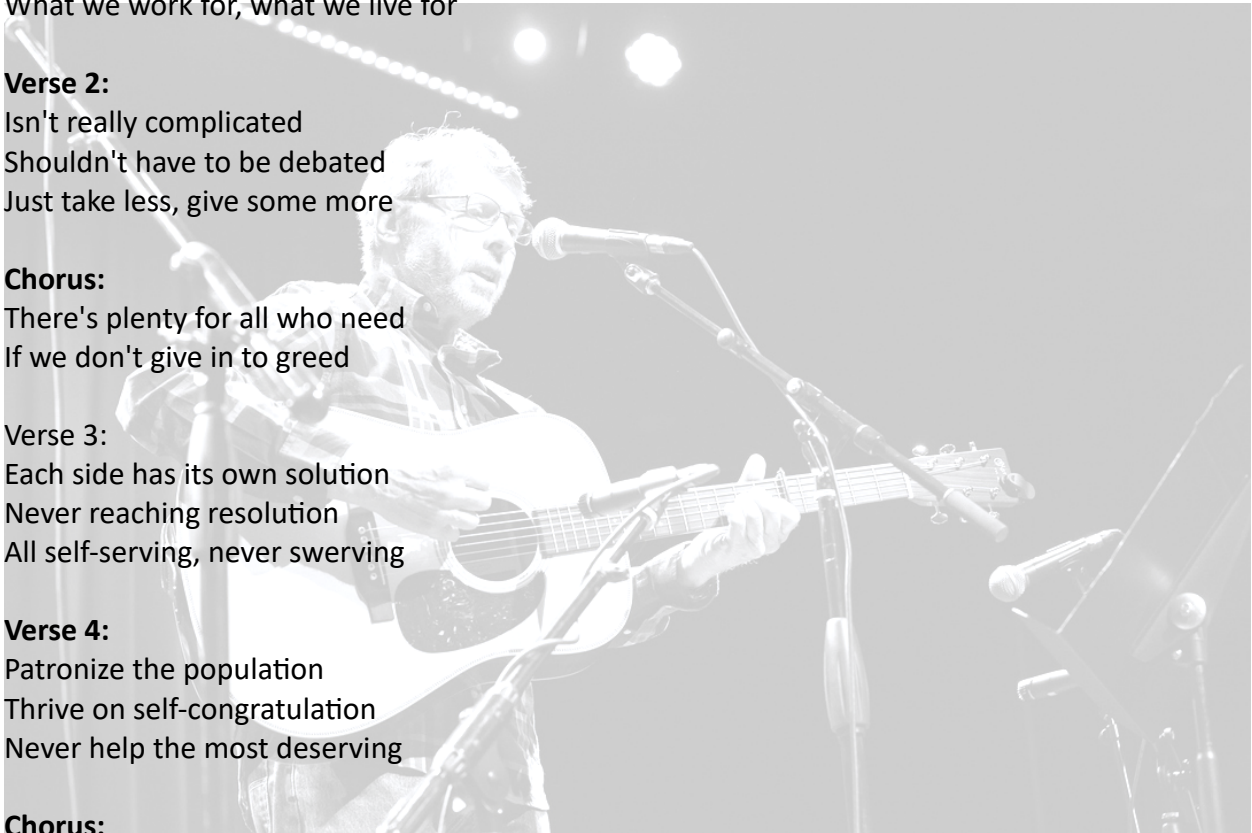 What we work for, what we live for
Verse 2:
Isn't really complicated
Shouldn't have to be debated
Just take less, give some more
Chorus:
There's plenty for all who need
If we don't give in to greed
Verse 3:
Each side has its own solution
Never reaching resolution
All self-serving, never swerving
Verse 4:
Patronize the population
Thrive on self-congratulation
Never help the most deserving
Chorus: